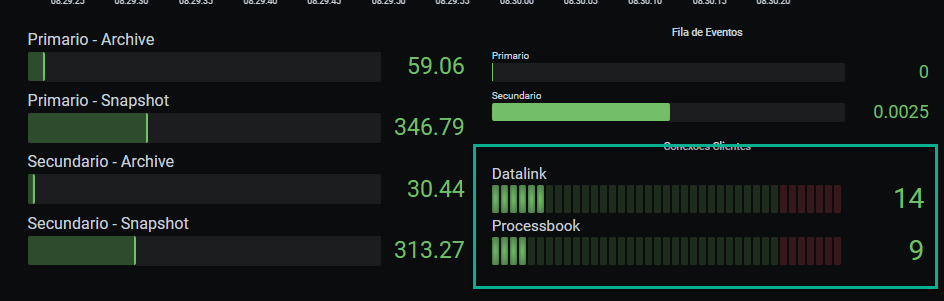 08:29:25 08:29:30 08:29:35 08:29:40 08:29:45 08:29:50 08:29:55 08:30:00 08:30:05 08:30:10 08:30:15 08:30:20
Primario - Archive
59.06
Primario - Snapshot
346.79
Secundario - Archive
30.44
Secundario - Snapshot
313.27
Fila de Eventos
Primario
0
Secundario
0.0025
Conexoes Clientes
Datalink
14
Processbook
9